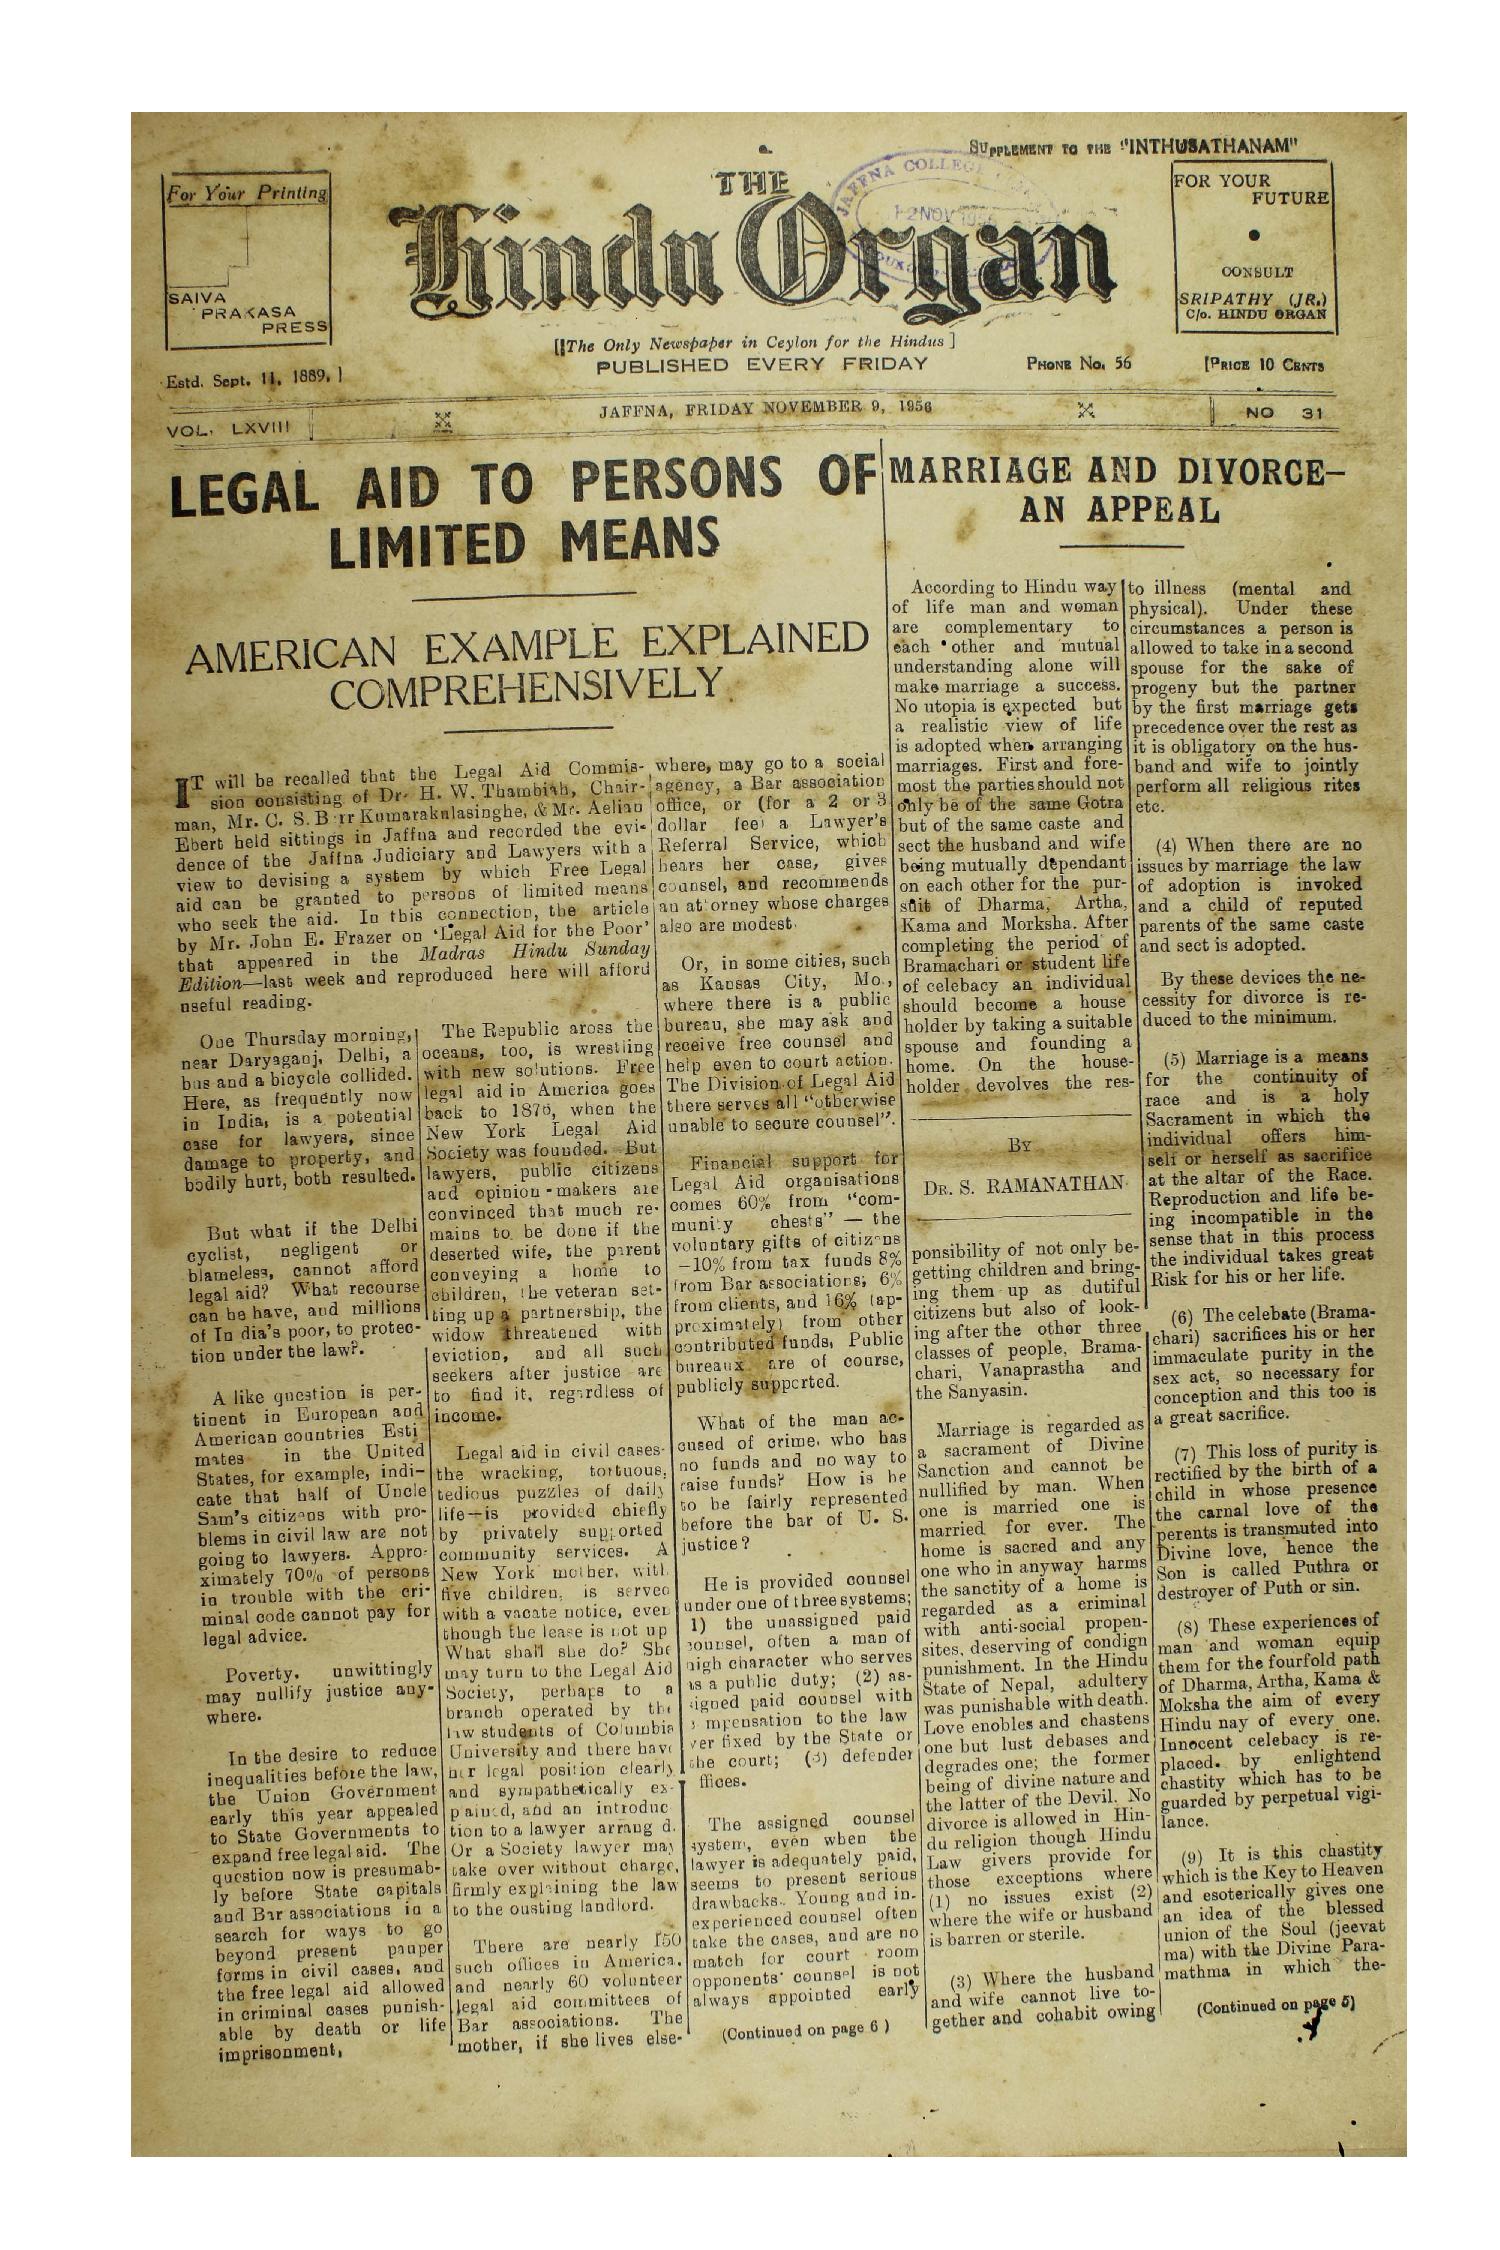 SUPPLEMENT TO THE "INTHUSATHANAM"
For Your Printing
SAIVA
PRAKASA
PRESS
THE
Hindu Organ
JAFFNA COLLEGE
12 NOV 1956
FOR YOUR
FUTURE
CONSULT
SRIPATHY (JR.)
C/o. HINDU ORGAN
[The Only Newspaper in Ceylon for the Hindus ]
Estd. Sept. 11, 1889, ]
PUBLISHED EVERY FRIDAY
PHONE No. 56
[PRICE 10 CENTS
VOL. LXVIII
JAFFNA, FRIDAY NOVEMBER 9, 1956
NO 31
LEGAL AID TO PERSONS OF
LIMITED MEANS
AMERICAN EXAMPLE EXPLAINED
COMPREHENSIVELY
IT will be recalled that the Legal Aid Commis-
sion consisting of Dr. H. W. Thambiah, Chair-
man, Mr. C. S. B rr Kumarakulasinghe, & Mr. Aelian
Ebert held sittings in Jaffna and recorded the evi-
dence of the Jaffna Judiciary and Lawyers with a
view to devising a system by which Free Legal
aid can be granted to persons of limited means
who seek the aid. In this connection, the article
by Mr. John E. Frazer on 'Legal Aid for the Poor'
that appeared in the Madras Hindu Sunday
Edition—last week and reproduced here will afford
useful reading.
One Thursday morning,
near Daryaganj, Delhi, a
bus and a bicycle collided.
Here, as frequently now
in India, is a potential
case for lawyers, since
damage to property, and
bodily hurt, both resulted.
But what if the Delhi
cyclist, negligent or
blameless, cannot afford
legal aid? What recourse
can be have, and millions
of In dia's poor, to protec-
tion under the law?.
A like question is per-
tinent in European and
American countries Esti
mates in the United
States, for example, indi-
cate that half of Uncle
Sam's citizens with pro-
blems in civil law are not
going to lawyers. Appro-
ximately 70% of persons
in trouble with the cri-
minal code cannot pay for
legal advice.
Poverty, unwittingly
may nullify justice any-
where.
In the desire to reduce
inequalities before the law,
the Union Government
early this year appealed
to State Governments to
expand free legal aid. The
question now is presumab-
ly before State capitals
and Bar associations in a
search for ways to go
beyond present pauper
forms in civil cases, and
the free legal aid allowed
in criminal cases punish-
able by death or life
imprisonment,
The Republic aross the
oceans, too, is wrestling
with new solutions. Free
legal aid in America goes
back to 1876, when the
New York Legal Aid
Society was founded. But
lawyers, public citizens
and opinion-makers are
convinced that much re-
mains to be done if the
deserted wife, the parent
conveying a home to
children, the veteran set-
ting up a partnership, the
widow threatened with
eviction, and all such
seekers after justice are
to find it, regardless of
income.
Legal aid in civil cases-
the wracking, tortuous,
tedious puzzles of daily
life—is provided chiefly
by privately supported
community services. A
New York mother, with
five children, is served
with a vacate notice, even
though the lease is not up
What shall she do? She
may turn to the Legal Aid
Society, perhaps to a
branch operated by the
law students of Columbia
University and there have
her legal position clearly
and sympathetically ex-
p ained, and an introduc
tion to a lawyer arrang d.
Or a Society lawyer may
take over without charge,
firmly explaining the law
to the ousting landlord.
There are nearly 150
such offices in America,
and nearly 60 volunteer
legal aid committees of
Bar associations. The
mother, if she lives else-
where, may go to a social
agency, a Bar association
office, or (for a 2 or 3
dollar fee) a Lawyer's
Referral Service, which
hears her case, gives
counsel, and recommends
an attorney whose charges
also are modest.
Or, in some cities, such
as Kansas City, Mo.,
where there is a public
bureau, she may ask and
receive free counsel and
help even to court action.
The Division of Legal Aid
there serves all "otherwise
unable to secure counsel".
Financial support for
Legal Aid organisations
comes 60% from "com-
munity chests" — the
voluntary gifts of citizens
—10% from tax funds 8%
from Bar associations; 6%
from clients, and 16% (ap-
proximately) from other
contributed funds, Public
bureaux are of course,
publicly supported.
What of the man ac-
cused of crime, who has
no funds and no way to
raise funds? How is he
to be fairly represented
before the bar of U. S.
justice?
He is provided counsel
under one of three systems;
1) the unassigned paid
counsel, often a man of
high character who serves
as a public duty; (2) as-
signed paid counsel with
mpensation to the law
yer fixed by the State or
the court; (3) defender
ffices.
The assigned counsel
system, even when the
lawyer is adequately paid,
seems to present serious
drawbacks. Young and in-
experienced counsel often
take the cases, and are no
match for court room
opponents' counsel is not
always appointed early
(Continued on page 6 )
MARRIAGE AND DIVORCE—
AN APPEAL
According to Hindu way
of life man and woman
are complementary to
each other and mutual
understanding alone will
make marriage a success.
No utopia is expected but
a realistic view of life
is adopted when arranging
marriages. First and fore-
most the parties should not
only be of the same Gotra
but of the same caste and
sect the husband and wife
being mutually dependant
on each other for the pur-
suit of Dharma, Artha,
Kama and Morksha. After
completing the period of
Bramachari or student life
of celebacy an individual
should become a house
holder by taking a suitable
spouse and founding a
home. On the house-
holder devolves the res-
BY
DR. S. RAMANATHAN
ponsibility of not only be-
getting children and bring-
ing them up as dutiful
citizens but also of look-
ing after the other three
classes of people, Brama-
chari, Vanaprastha and
the Sanyasin.
Marriage is regarded as
a sacrament of Divine
Sanction and cannot be
nullified by man. When
one is married one is
married for ever. The
home is sacred and any
one who in anyway harms
the sanctity of a home is
regarded as a criminal
with anti-social propen-
sites, deserving of condign
punishment. In the Hindu
State of Nepal, adultery
was punishable with death.
Love enobles and chastens
one but lust debases and
degrades one; the former
being of divine nature and
the latter of the Devil. No
divorce is allowed in Hin-
du religion though Hindu
Law givers provide for
those exceptions where
(1) no issues exist (2)
where the wife or husband
is barren or sterile.
(3) Where the husband
and wife cannot live to-
gether and cohabit owing
to illness (mental and
physical). Under these
circumstances a person is
allowed to take in a second
spouse for the sake of
progeny but the partner
by the first marriage gets
precedence over the rest as
it is obligatory on the hus-
band and wife to jointly
perform all religious rites
etc.
(4) When there are no
issues by marriage the law
of adoption is invoked
and a child of reputed
parents of the same caste
and sect is adopted.
By these devices the ne-
cessity for divorce is re-
duced to the minimum.
(5) Marriage is a means
for the continuity of
race and is a holy
Sacrament in which the
individual offers him-
self or herself as sacrifice
at the altar of the Race.
Reproduction and life be-
ing incompatible in the
sense that in this process
the individual takes great
Risk for his or her life.
(6) The celebate (Brama-
chari) sacrifices his or her
immaculate purity in the
sex act, so necessary for
conception and this too is
a great sacrifice.
(7) This loss of purity is
rectified by the birth of a
child in whose presence
the carnal love of the
perents is transmuted into
Divine love, hence the
Son is called Puthra or
destroyer of Puth or sin.
(8) These experiences of
man and woman equip
them for the fourfold path
of Dharma, Artha, Kama &
Moksha the aim of every
Hindu nay of every one.
Innocent celebacy is re-
placed by enlightend
chastity which has to be
guarded by perpetual vigi-
lance.
(9) It is this chastity
which is the Key to Heaven
and esoterically gives one
an idea of the blessed
union of the Soul (jeevat
ma) with the Divine Para-
mathma in which the-
(Continued on page 5)